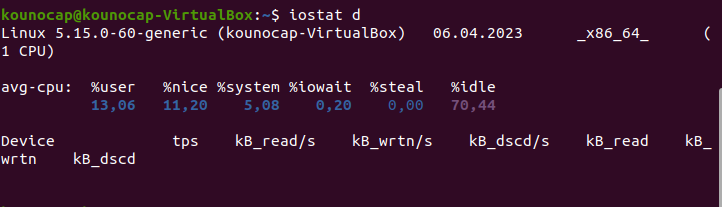 kounocap@kounocap-VirtualBox:~$ iostat d
Linux 5.15.0-60-generic (kounocap-VirtualBox) 06.04.2023 _x86_64_ (
1 CPU)
avg-cpu: %user %nice %system %iowait %steal %idle
13,06 11,20 5,08 0,20 0,00 70,44
Device tps kB_read/s kB_wrtn/s kB_dscd/s kB_read kB_
wrtn kB_dscd